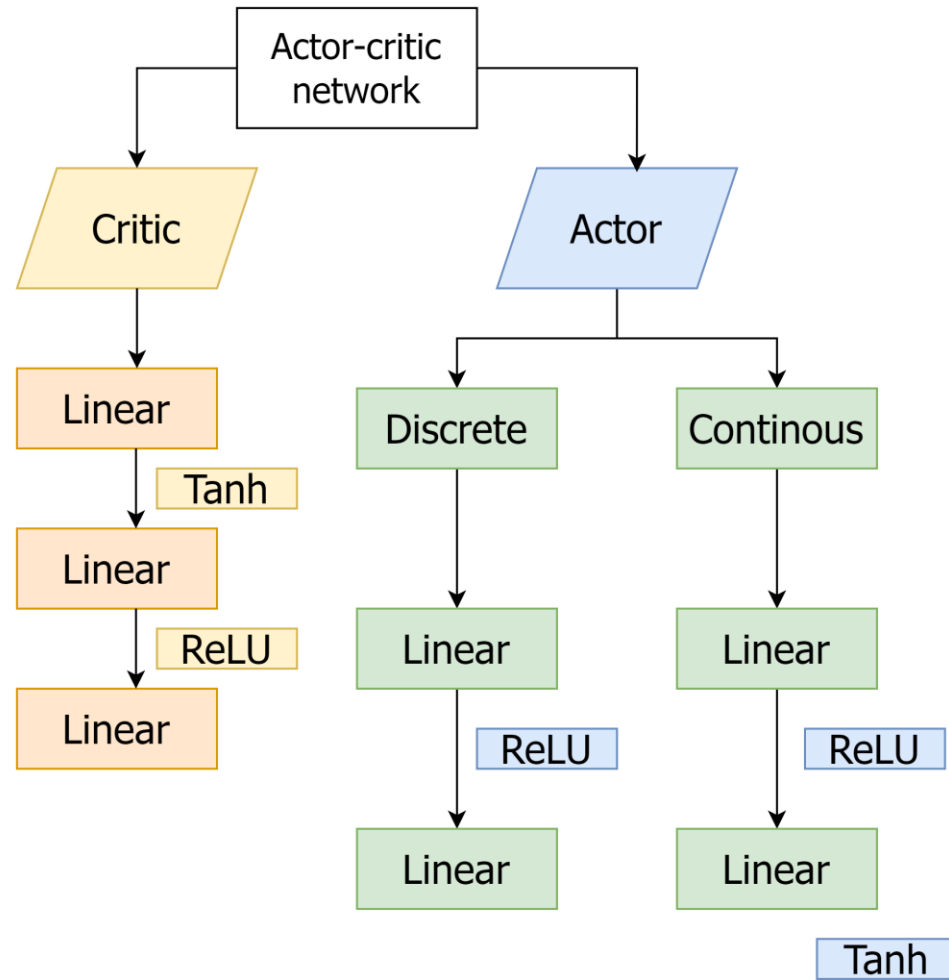 Actor-critic
network
Critic
Actor
Linear
Discrete
Continous
Tanh
Linear
ReLU
Linear
Linear
Linear
ReLU
ReLU
Linear
Linear
Tanh